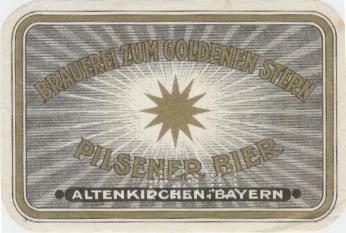 BRAUEREI ZUM GOLDENEN STERN
PILSENER BIER
ALTENKIRCHEN-BAYERN